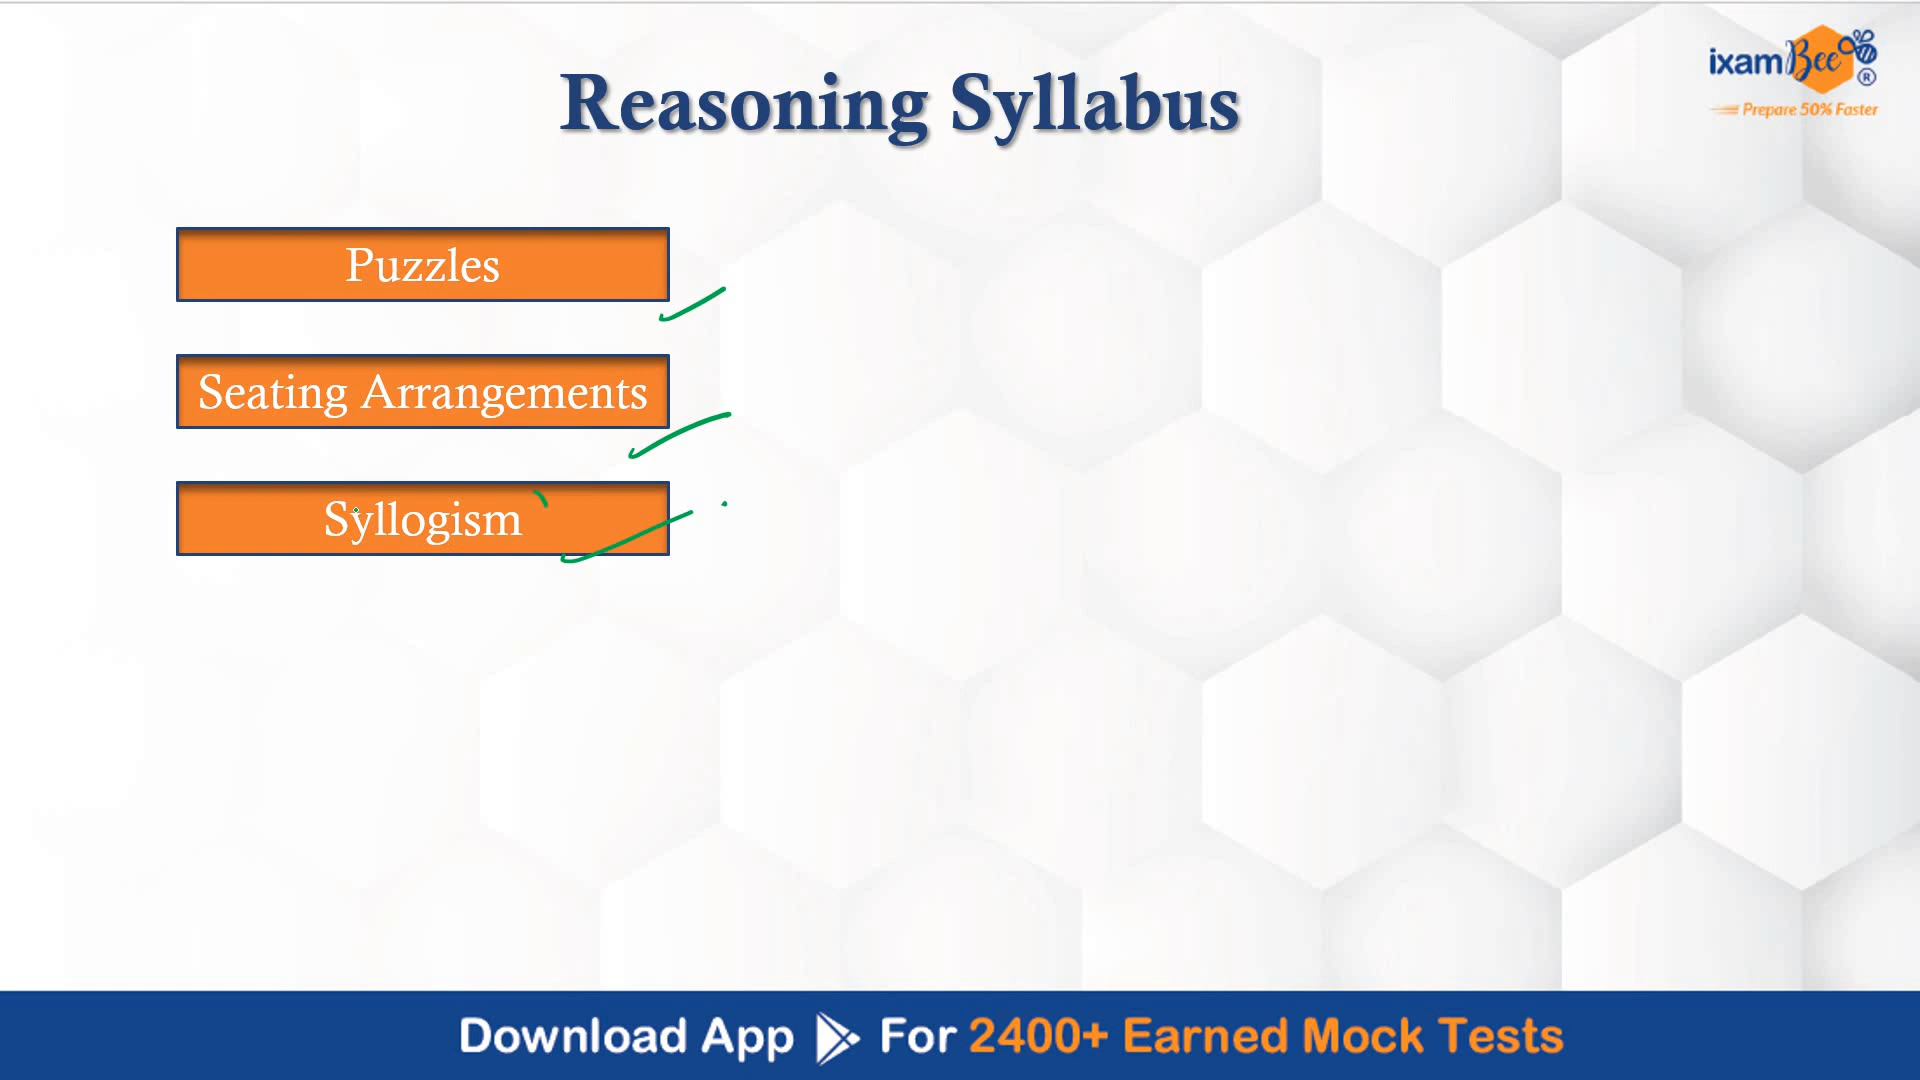 Reasoning Syllabus
ixamBee®
Prepare 50% Faster
Puzzles
Seating Arrangements
Syllogism
Download App For 2400+ Earned Mock Tests